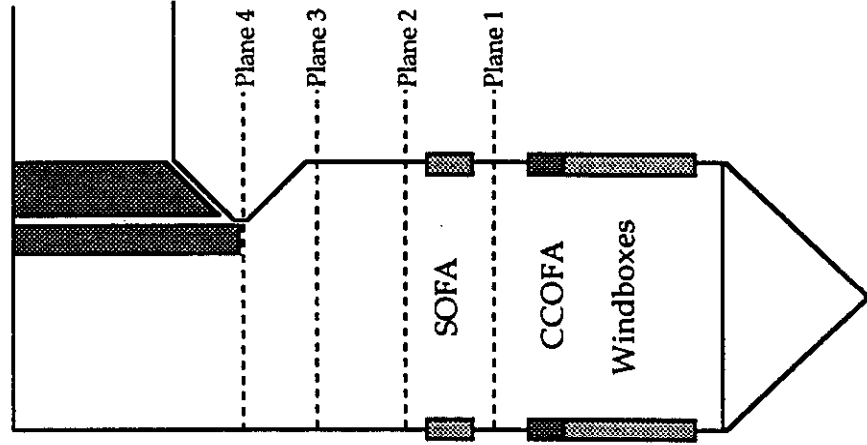 Plane 4
Plane 3
Plane 2
Plane 1
SOFA
CCOFA
Windboxes